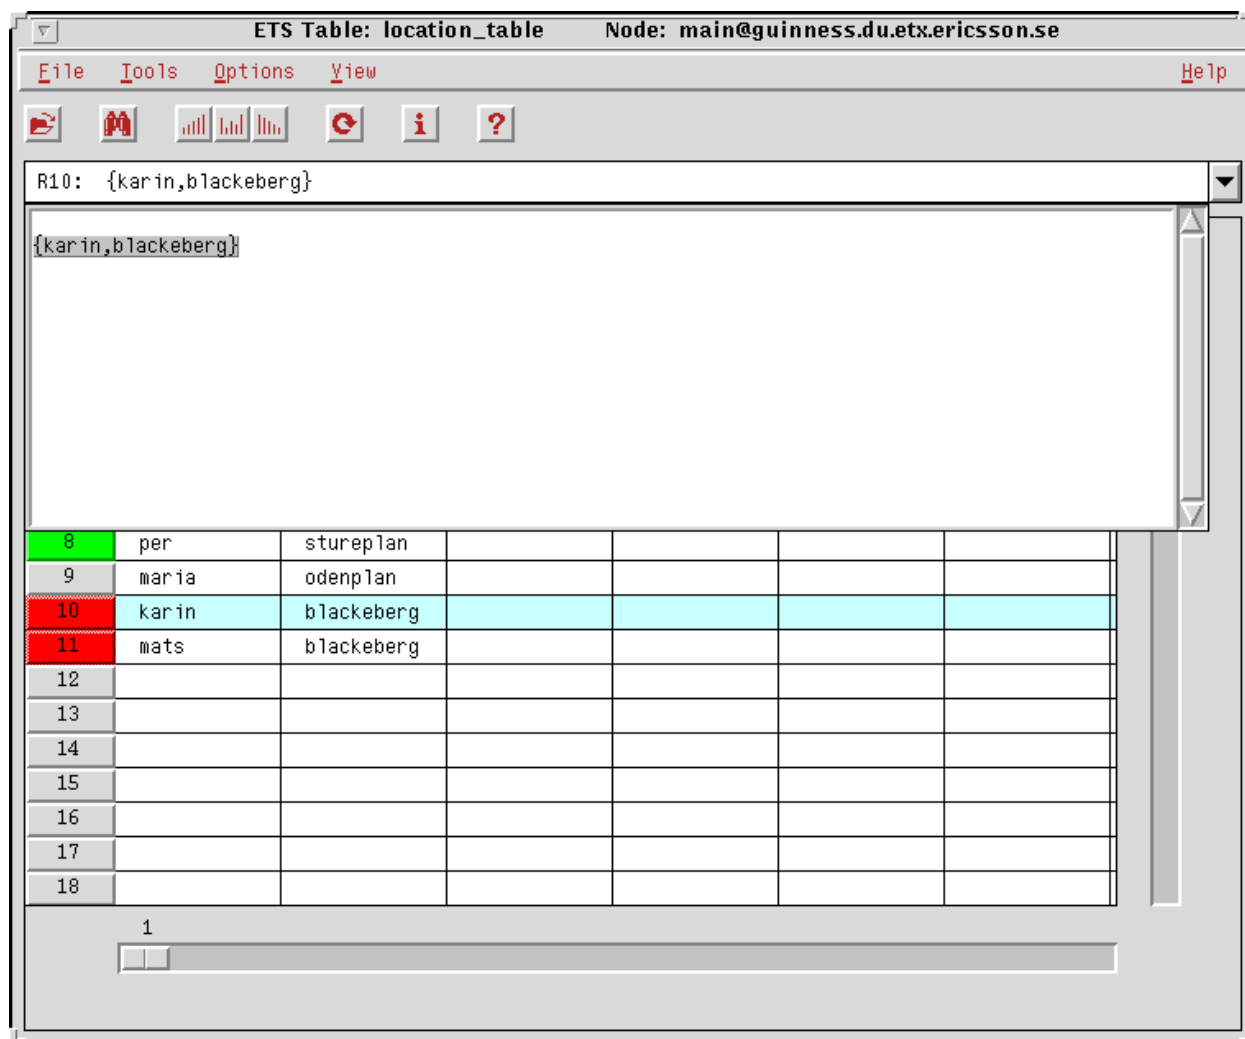 ETS Table: location_table Node: main@guinness.du.etx.ericsson.se
File Tools Options View Help
i ?
R10: {karin,blackeberg}
{karin,blackeberg}
8 per stureplan
9 maria odenplan
10 karin blackeberg
11 mats blackeberg
12
13
14
15
16
17
18
1